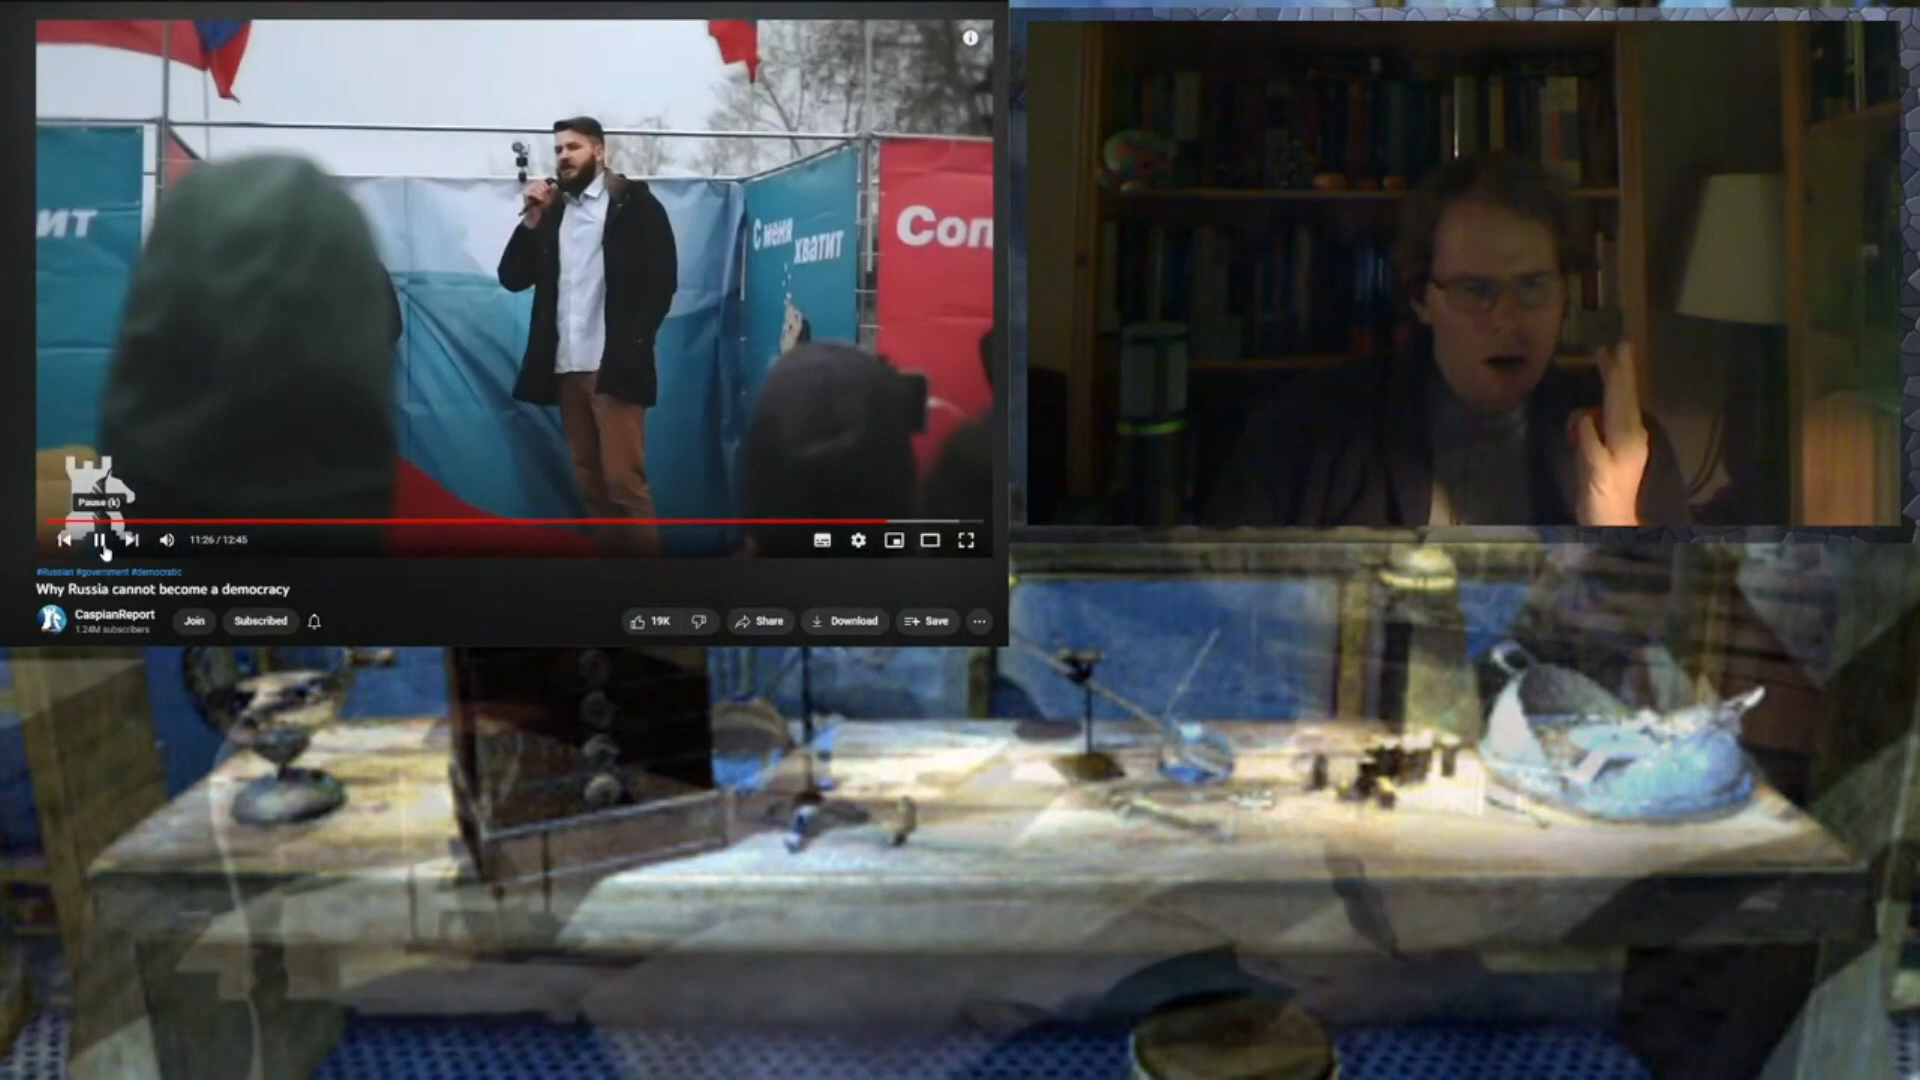 ит
С меня
хватит
Con
Pause (k)
11:26 / 12:45
#Russian #government #democratic
Why Russia cannot become a democracy
CaspianReport
1.24M subscribers
Join
Subscribed
19K
Share
Download
Save